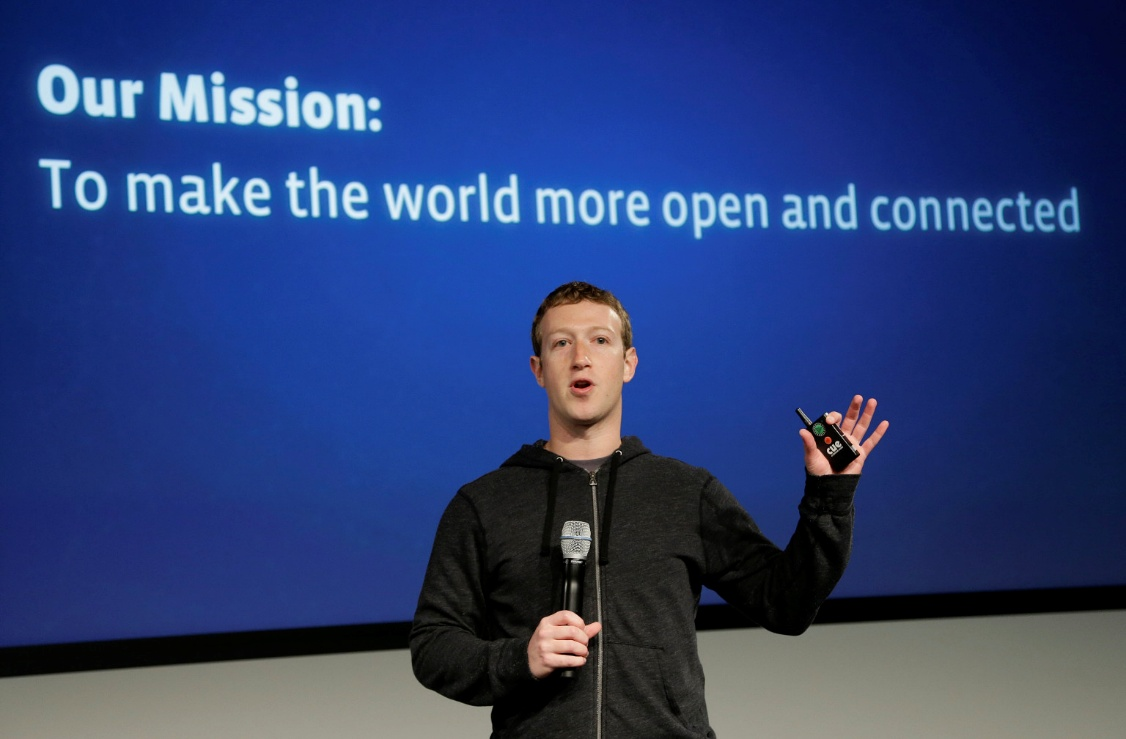 Our Mission:
To make the world more open and connected
cue